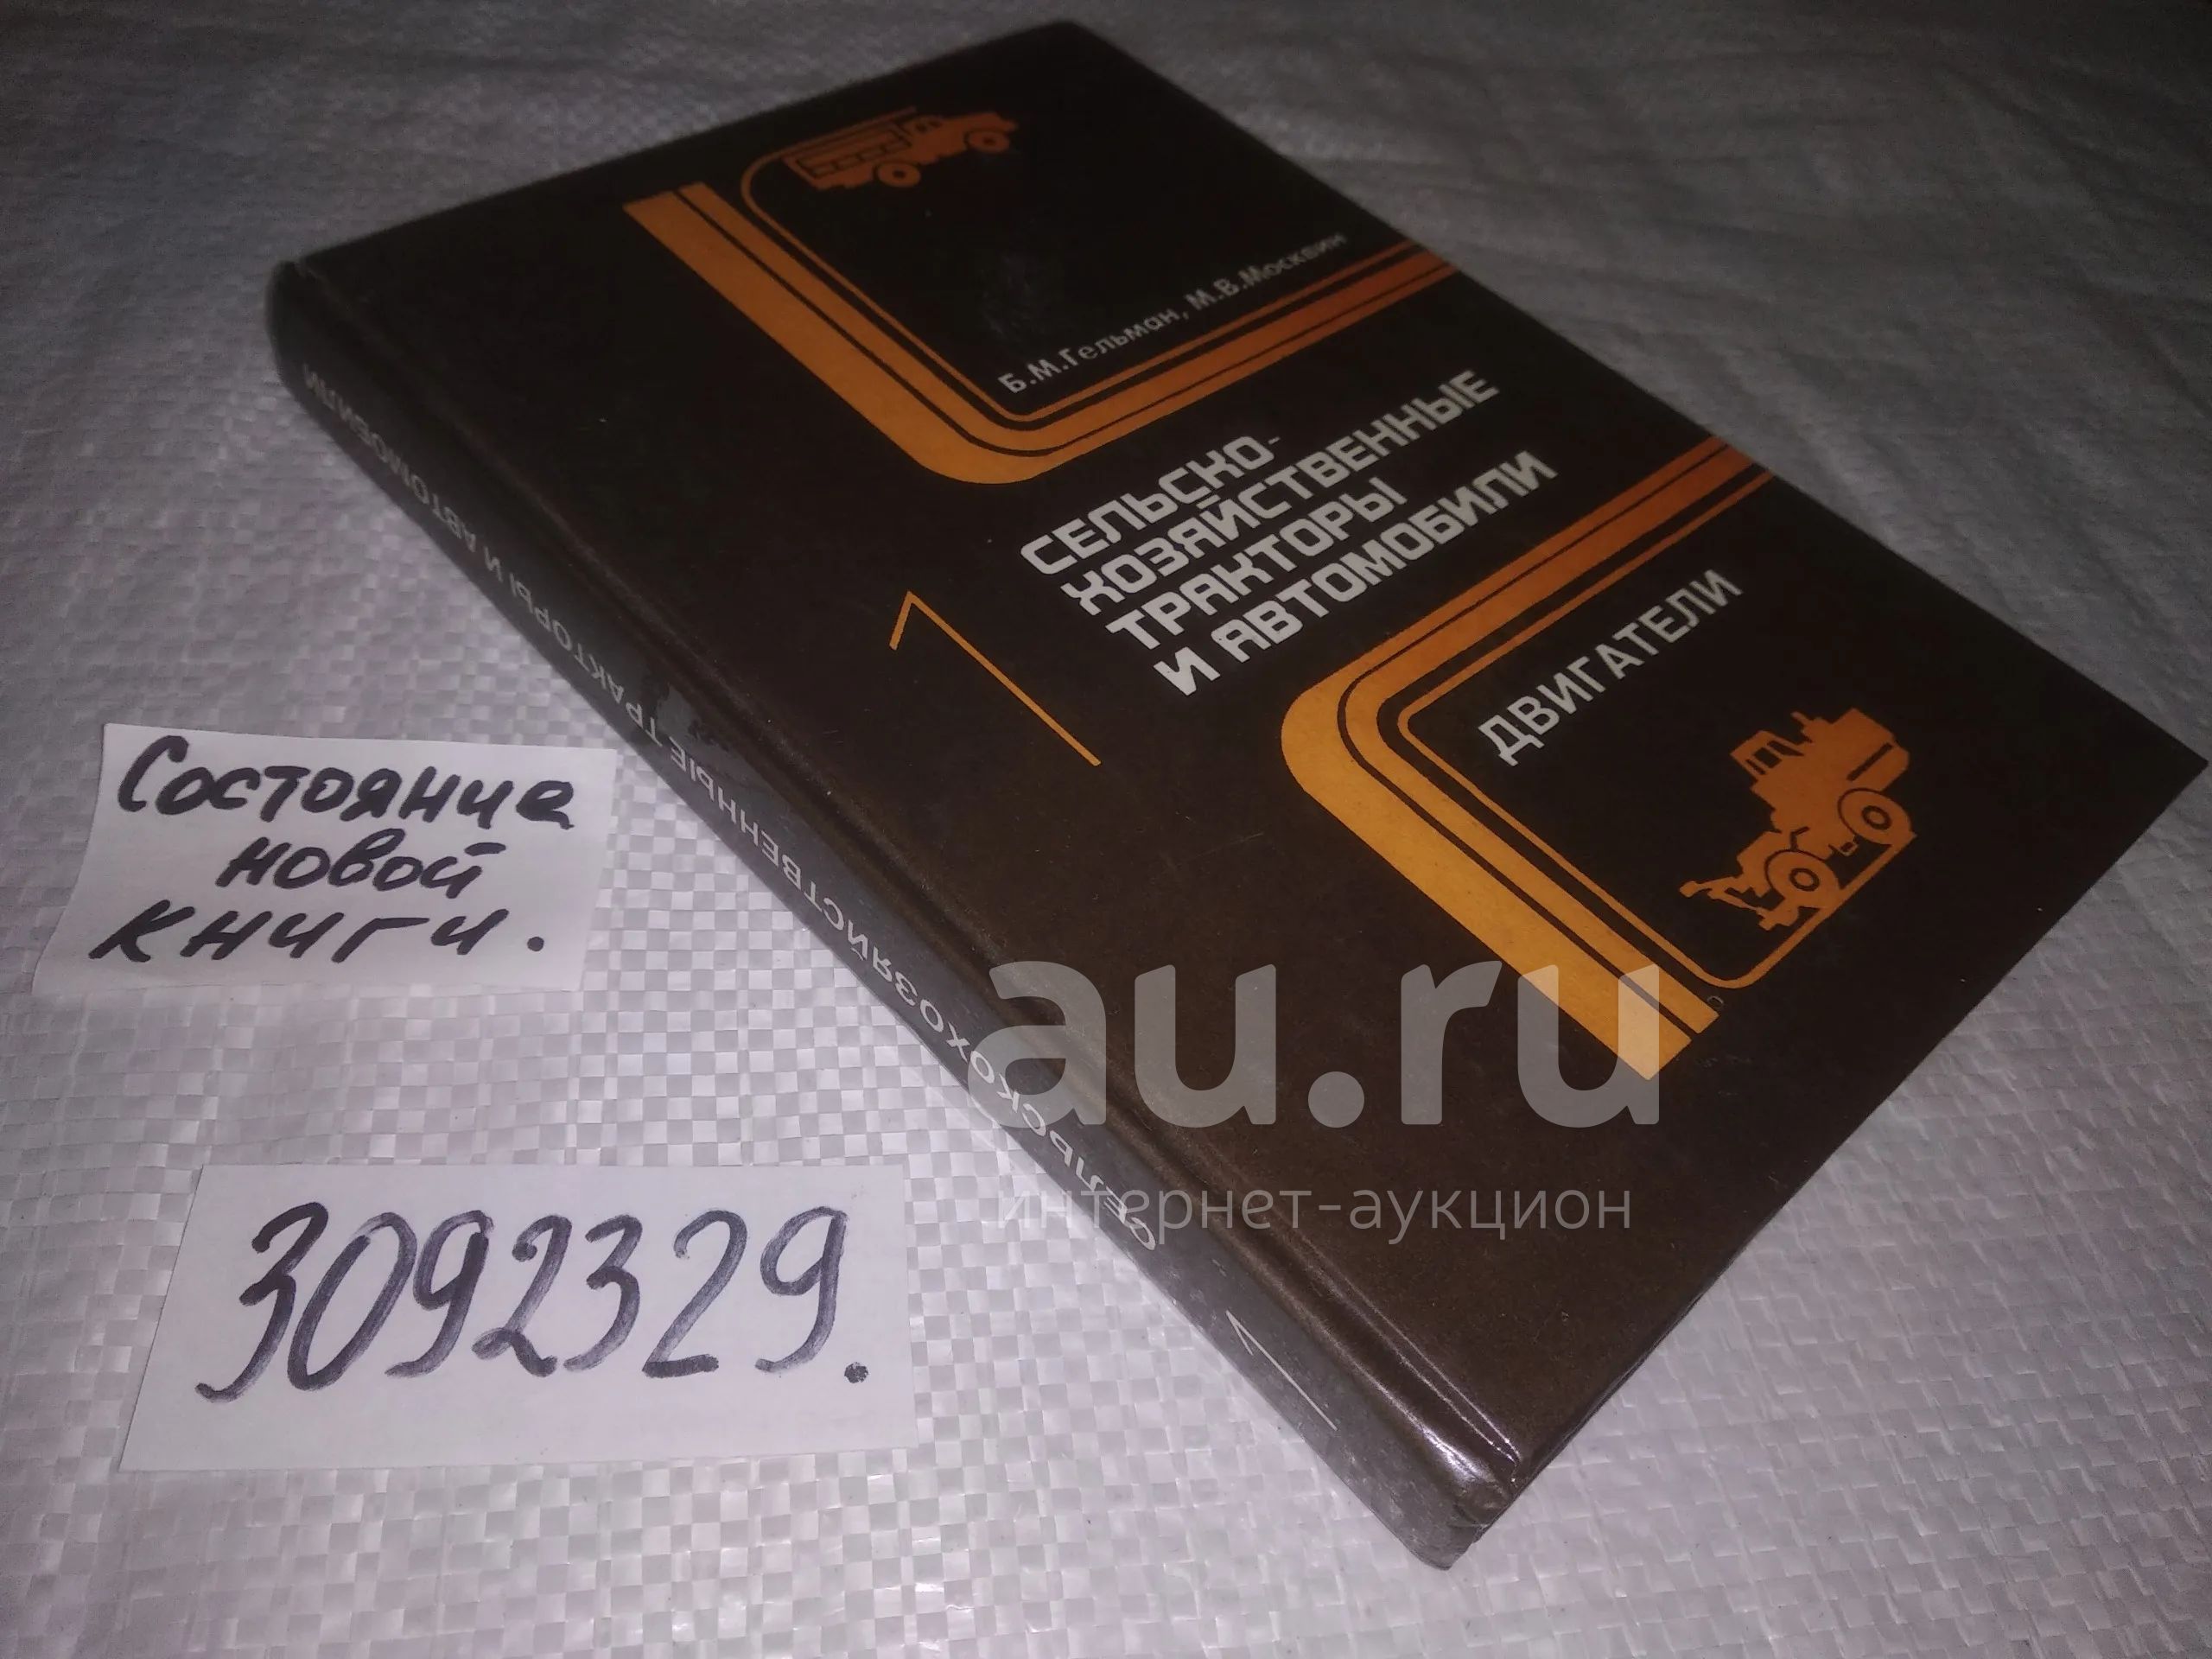 Б.М.Гельман, М.В.Москвин
СЕЛЬСКО-
ХОЗЯЙСТВЕННЫЕ
ТРАКТОРЫ
И АВТОМОБИЛИ
1
ДВИГАТЕЛИ
1 СЕЛЬСКОХОЗЯЙСТВЕННЫЕ ТРАКТОРЫ И АВТОМОБИЛИ
Состояние
новой
книги.
3092329.
au.ru
интернет-аукцион